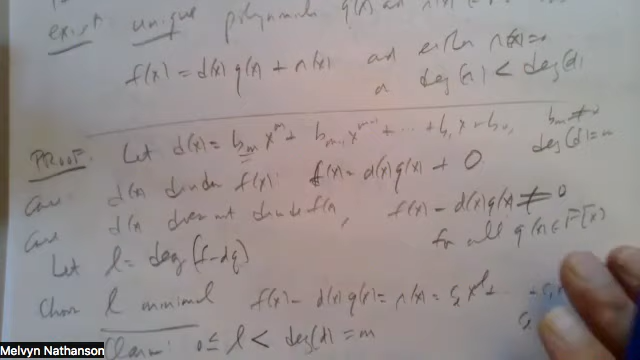 exist unique polynomials q(x) and r(x)
f(x) = d(x) q(x) + r(x) and either r(x)=0
or deg(r) < deg(d)
PROOF. Let d(x) = b_m x^m + b_{m-1} x^{m-1} + ... + b_1 x + b_0, b_m ≠ 0
deg(d) = m
Case d(x) divides f(x): f(x) = d(x) q(x) + 0
Case d(x) does not divide f(x), f(x) - d(x) q(x) ≠ 0
for all q(x) ∈ F[x]
Let l = deg(f-dq)
Choose l minimal f(x) - d(x) q(x) = r(x) = c_l x^l + ...
Claim: 0 ≤ l < deg(d) = m
Melvyn Nathanson